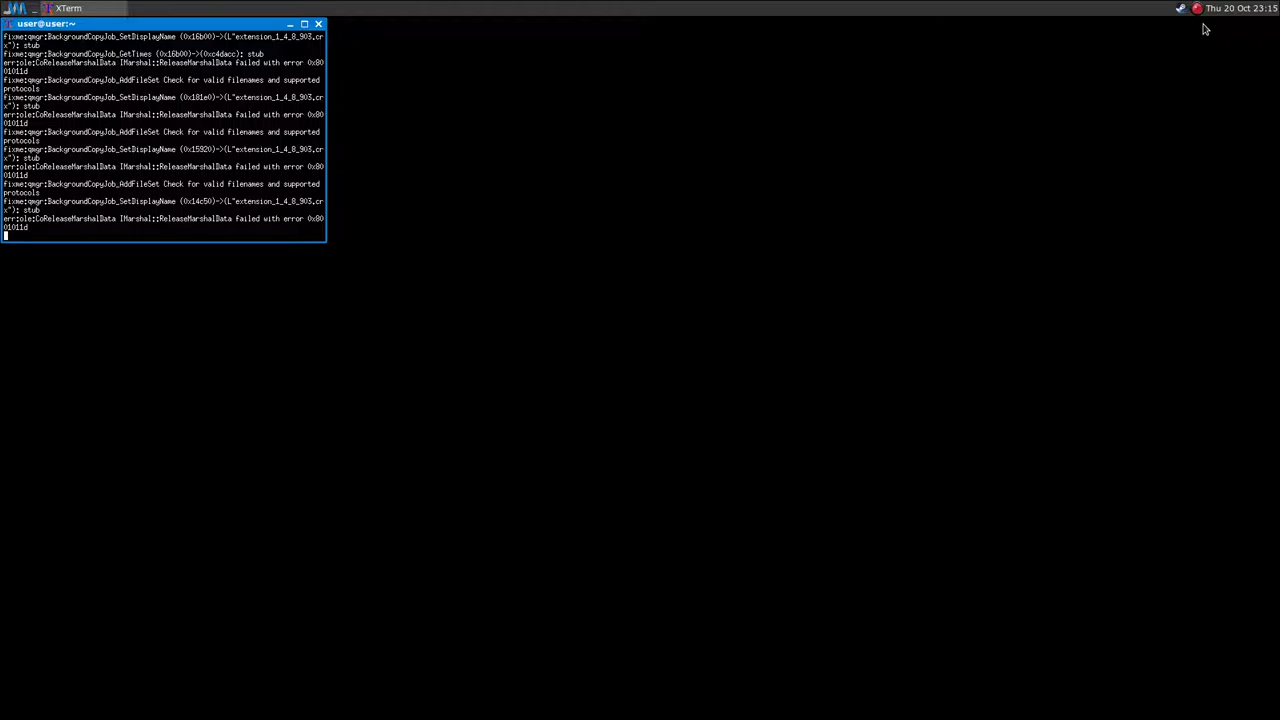 XTerm
Thu 20 Oct 23:15
user@user:~
fixme:qmgr:BackgroundCopyJob_SetDisplayName (0x16b00)->(L"extension_1_4_8_903.cr
x"): stub
fixme:qmgr:BackgroundCopyJob_GetTimes (0x16b00)->(0xc4dacc): stub
err:ole:CoReleaseMarshalData IMarshal::ReleaseMarshalData failed with error 0x80
01011d
fixme:qmgr:BackgroundCopyJob_AddFileSet Check for valid filenames and supported
protocols
fixme:qmgr:BackgroundCopyJob_SetDisplayName (0x181e0)->(L"extension_1_4_8_903.cr
x"): stub
err:ole:CoReleaseMarshalData IMarshal::ReleaseMarshalData failed with error 0x80
01011d
fixme:qmgr:BackgroundCopyJob_AddFileSet Check for valid filenames and supported
protocols
fixme:qmgr:BackgroundCopyJob_SetDisplayName (0x15920)->(L"extension_1_4_8_903.cr
x"): stub
err:ole:CoReleaseMarshalData IMarshal::ReleaseMarshalData failed with error 0x80
01011d
fixme:qmgr:BackgroundCopyJob_AddFileSet Check for valid filenames and supported
protocols
fixme:qmgr:BackgroundCopyJob_SetDisplayName (0x14c50)->(L"extension_1_4_8_903.cr
x"): stub
err:ole:CoReleaseMarshalData IMarshal::ReleaseMarshalData failed with error 0x80
01011d